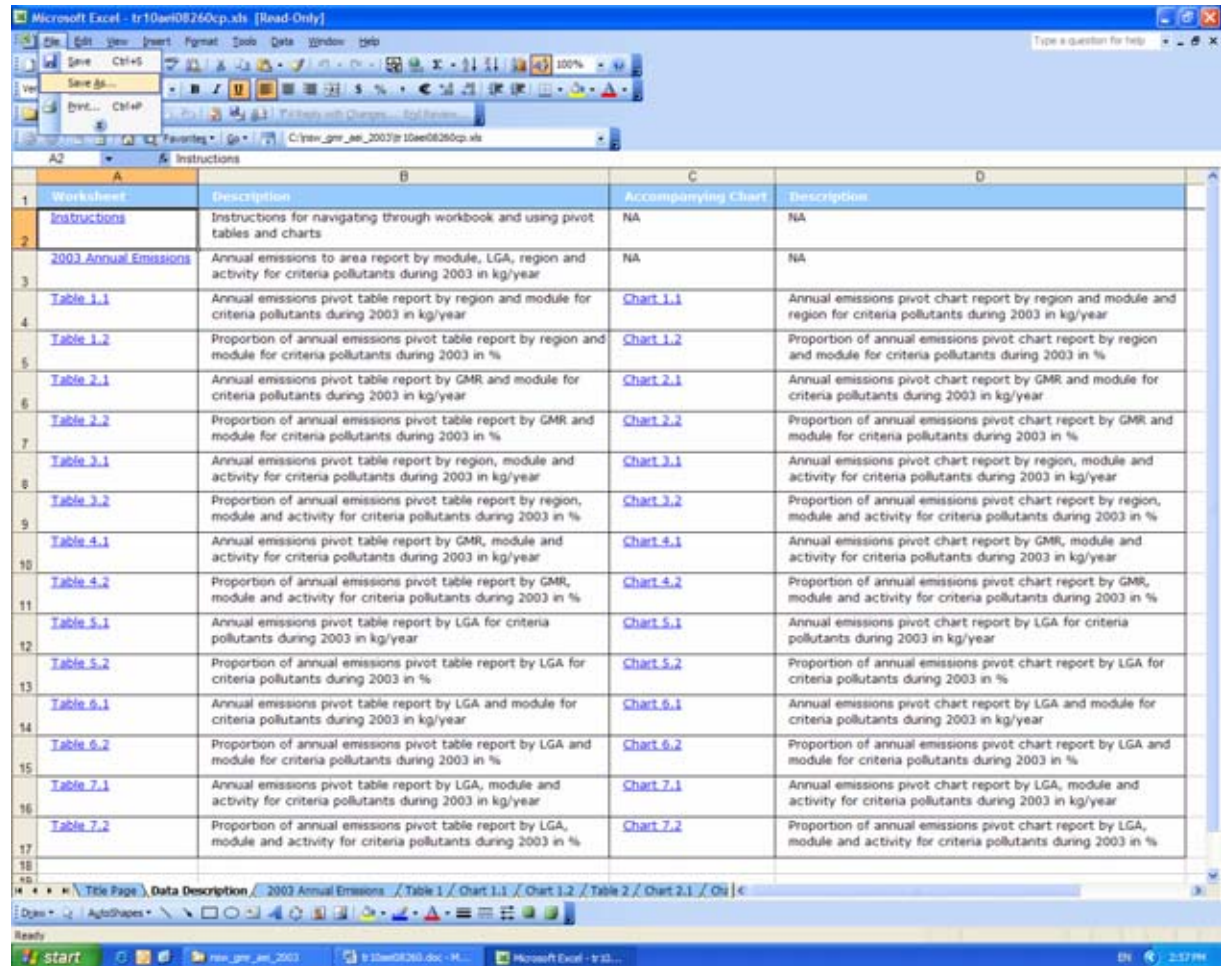 Microsoft Excel - tr10aei08260cp.xls [Read-Only]
File Edit View Insert Format Tools Data Window Help
Type a question for help
Save Ctrl+S
100%
Save As...
Print... Ctrl+P
Favorites Go C:\nsw_gmr_aei_2003\tr10aei08260cp.xls
A2 fx Instructions
A B C D
1 Worksheet Description Accompanying Chart Description
2 Instructions Instructions for navigating through workbook and using pivot tables and charts NA NA
3 2003 Annual Emissions Annual emissions to area report by module, LGA, region and activity for criteria pollutants during 2003 in kg/year NA NA
4 Table 1.1 Annual emissions pivot table report by region and module for criteria pollutants during 2003 in kg/year Chart 1.1 Annual emissions pivot chart report by region and module and region for criteria pollutants during 2003 in kg/year
5 Table 1.2 Proportion of annual emissions pivot table report by region and module for criteria pollutants during 2003 in % Chart 1.2 Proportion of annual emissions pivot chart report by region and module for criteria pollutants during 2003 in %
6 Table 2.1 Annual emissions pivot table report by GMR and module for criteria pollutants during 2003 in kg/year Chart 2.1 Annual emissions pivot chart report by GMR and module for criteria pollutants during 2003 in kg/year
7 Table 2.2 Proportion of annual emissions pivot table report by GMR and module for criteria pollutants during 2003 in % Chart 2.2 Proportion of annual emissions pivot chart report by GMR and module for criteria pollutants during 2003 in %
8 Table 3.1 Annual emissions pivot table report by region, module and activity for criteria pollutants during 2003 in kg/year Chart 3.1 Annual emissions pivot chart report by region, module and activity for criteria pollutants during 2003 in kg/year
9 Table 3.2 Proportion of annual emissions pivot table report by region, module and activity for criteria pollutants during 2003 in % Chart 3.2 Proportion of annual emissions pivot chart report by region, module and activity for criteria pollutants during 2003 in %
10 Table 4.1 Annual emissions pivot table report by GMR, module and activity for criteria pollutants during 2003 in kg/year Chart 4.1 Annual emissions pivot chart report by GMR, module and activity for criteria pollutants during 2003 in kg/year
11 Table 4.2 Proportion of annual emissions pivot table report by GMR, module and activity for criteria pollutants during 2003 in % Chart 4.2 Proportion of annual emissions pivot chart report by GMR, module and activity for criteria pollutants during 2003 in %
12 Table 5.1 Annual emissions pivot table report by LGA for criteria pollutants during 2003 in kg/year Chart 5.1 Annual emissions pivot chart report by LGA for criteria pollutants during 2003 in kg/year
13 Table 5.2 Proportion of annual emissions pivot table report by LGA for criteria pollutants during 2003 in % Chart 5.2 Proportion of annual emissions pivot chart report by LGA for criteria pollutants during 2003 in %
14 Table 6.1 Annual emissions pivot table report by LGA and module for criteria pollutants during 2003 in kg/year Chart 6.1 Annual emissions pivot chart report by LGA and module for criteria pollutants during 2003 in kg/year
15 Table 6.2 Proportion of annual emissions pivot table report by LGA and module for criteria pollutants during 2003 in % Chart 6.2 Proportion of annual emissions pivot chart report by LGA and module for criteria pollutants during 2003 in %
16 Table 7.1 Annual emissions pivot table report by LGA, module and activity for criteria pollutants during 2003 in kg/year Chart 7.1 Annual emissions pivot chart report by LGA, module and activity for criteria pollutants during 2003 in kg/year
17 Table 7.2 Proportion of annual emissions pivot table report by LGA, module and activity for criteria pollutants during 2003 in % Chart 7.2 Proportion of annual emissions pivot chart report by LGA, module and activity for criteria pollutants during 2003 in %
18
Title Page Data Description 2003 Annual Emissions Table 1 Chart 1.1 Chart 1.2 Table 2 Chart 2.1
Draw AutoShapes
Ready
start nsw_gmr_aei_2003 tr10aei08260.doc - M... Microsoft Excel - tr10... EN 2:57 PM